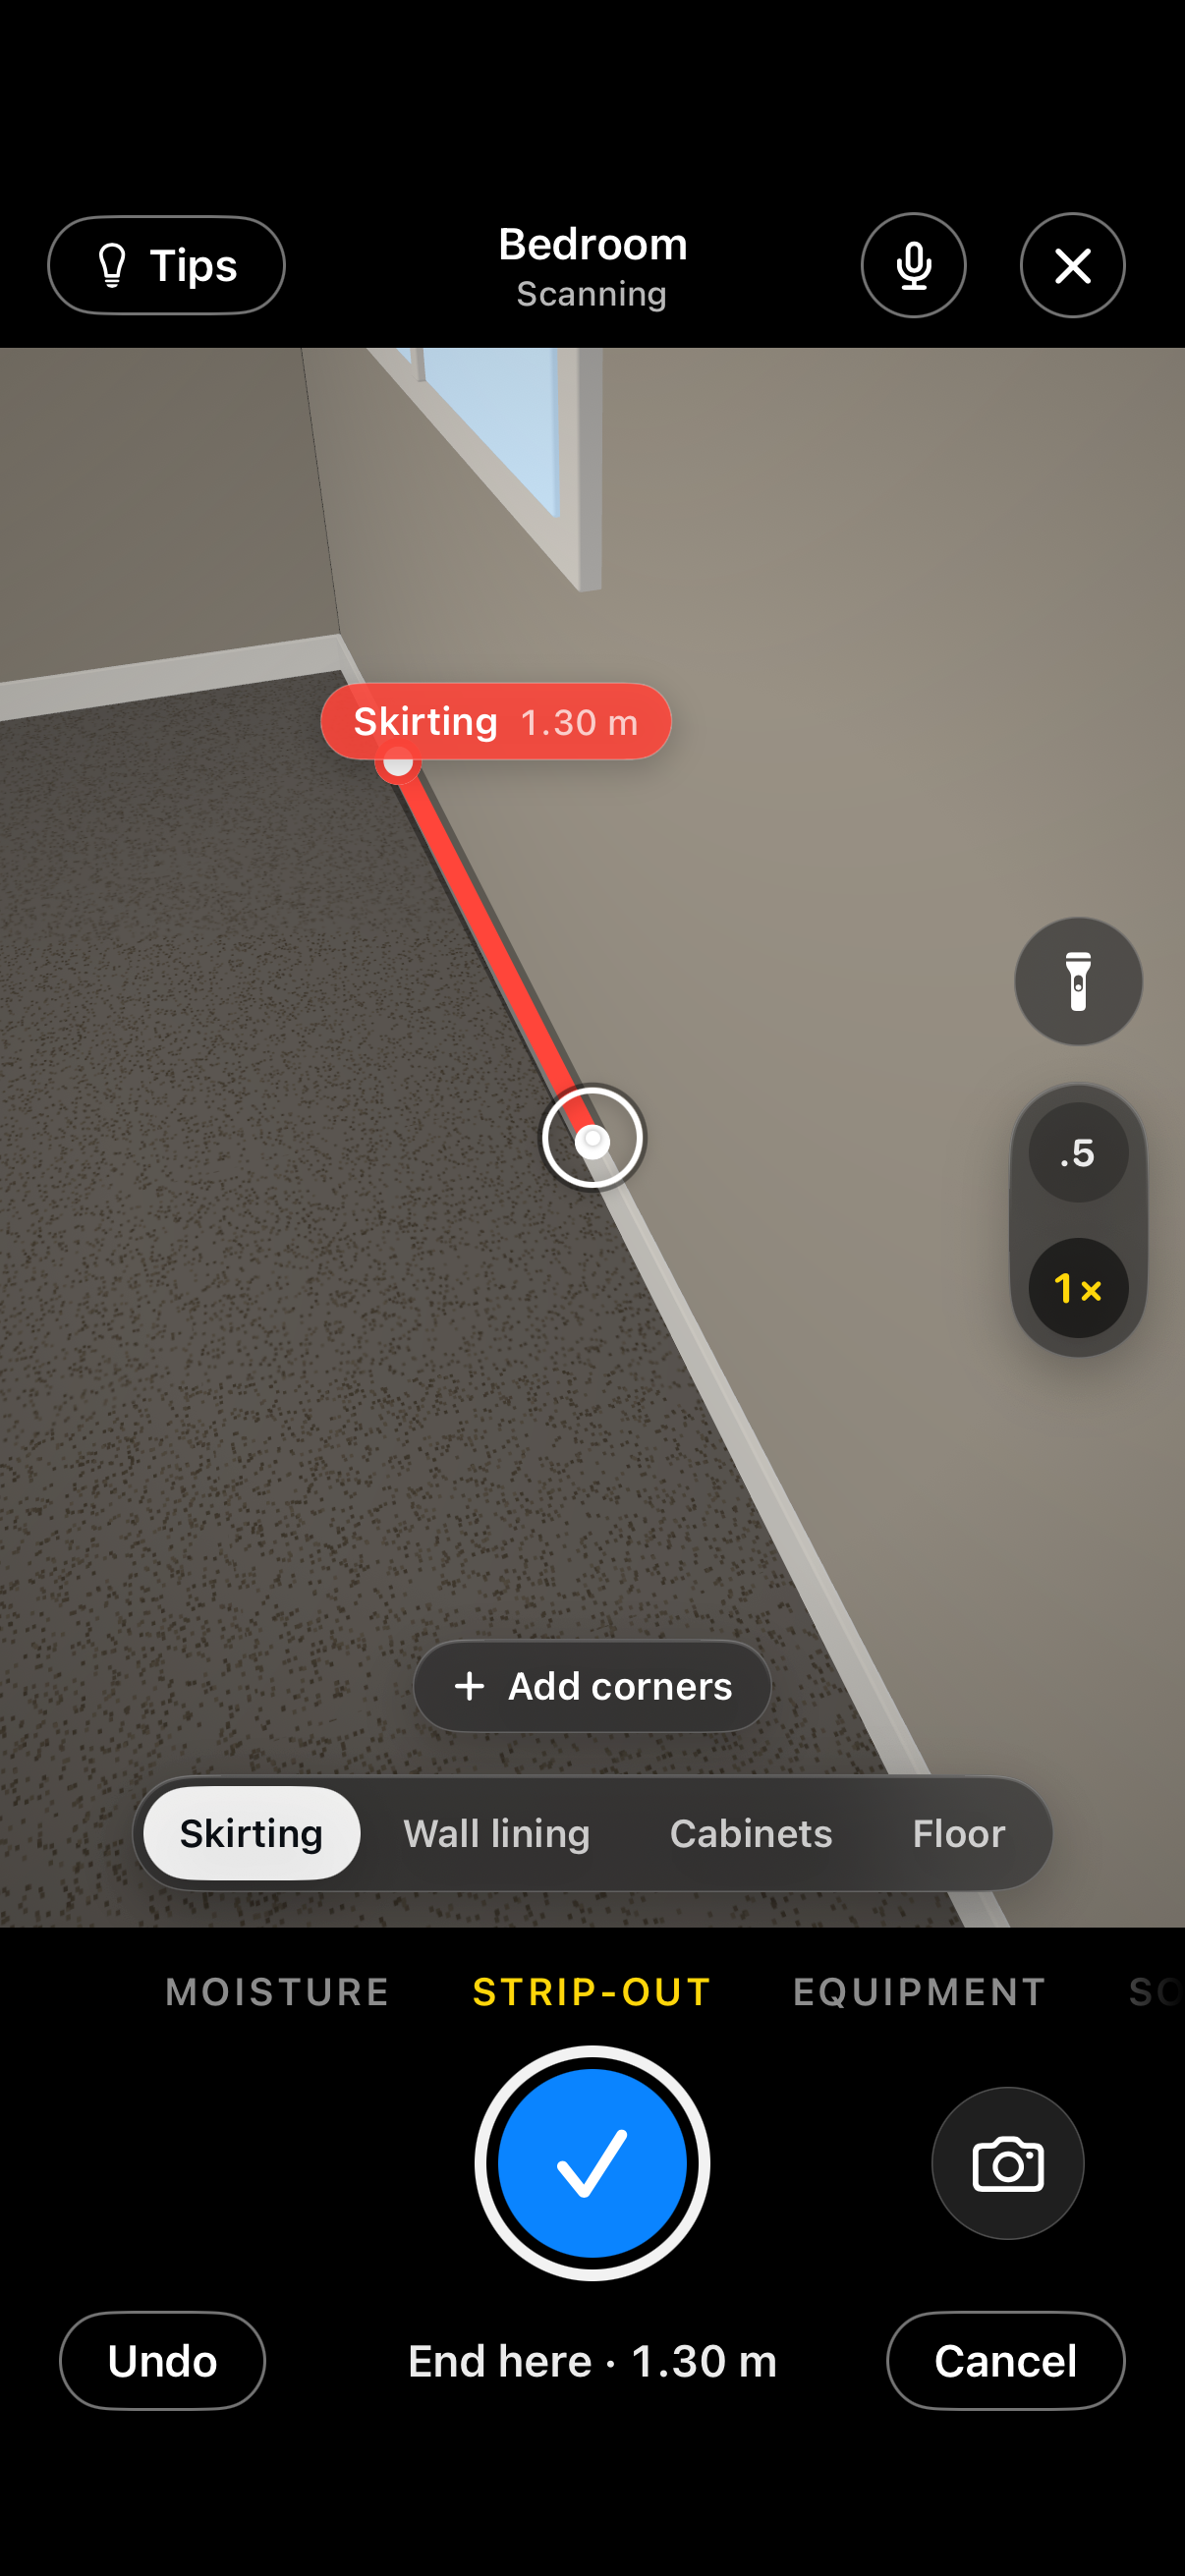 Tips
Bedroom
Scanning
Skirting 1.30 m
.5
1×
+ Add corners
Skirting Wall lining Cabinets Floor
MOISTURE STRIP-OUT EQUIPMENT
Undo End here · 1.30 m Cancel